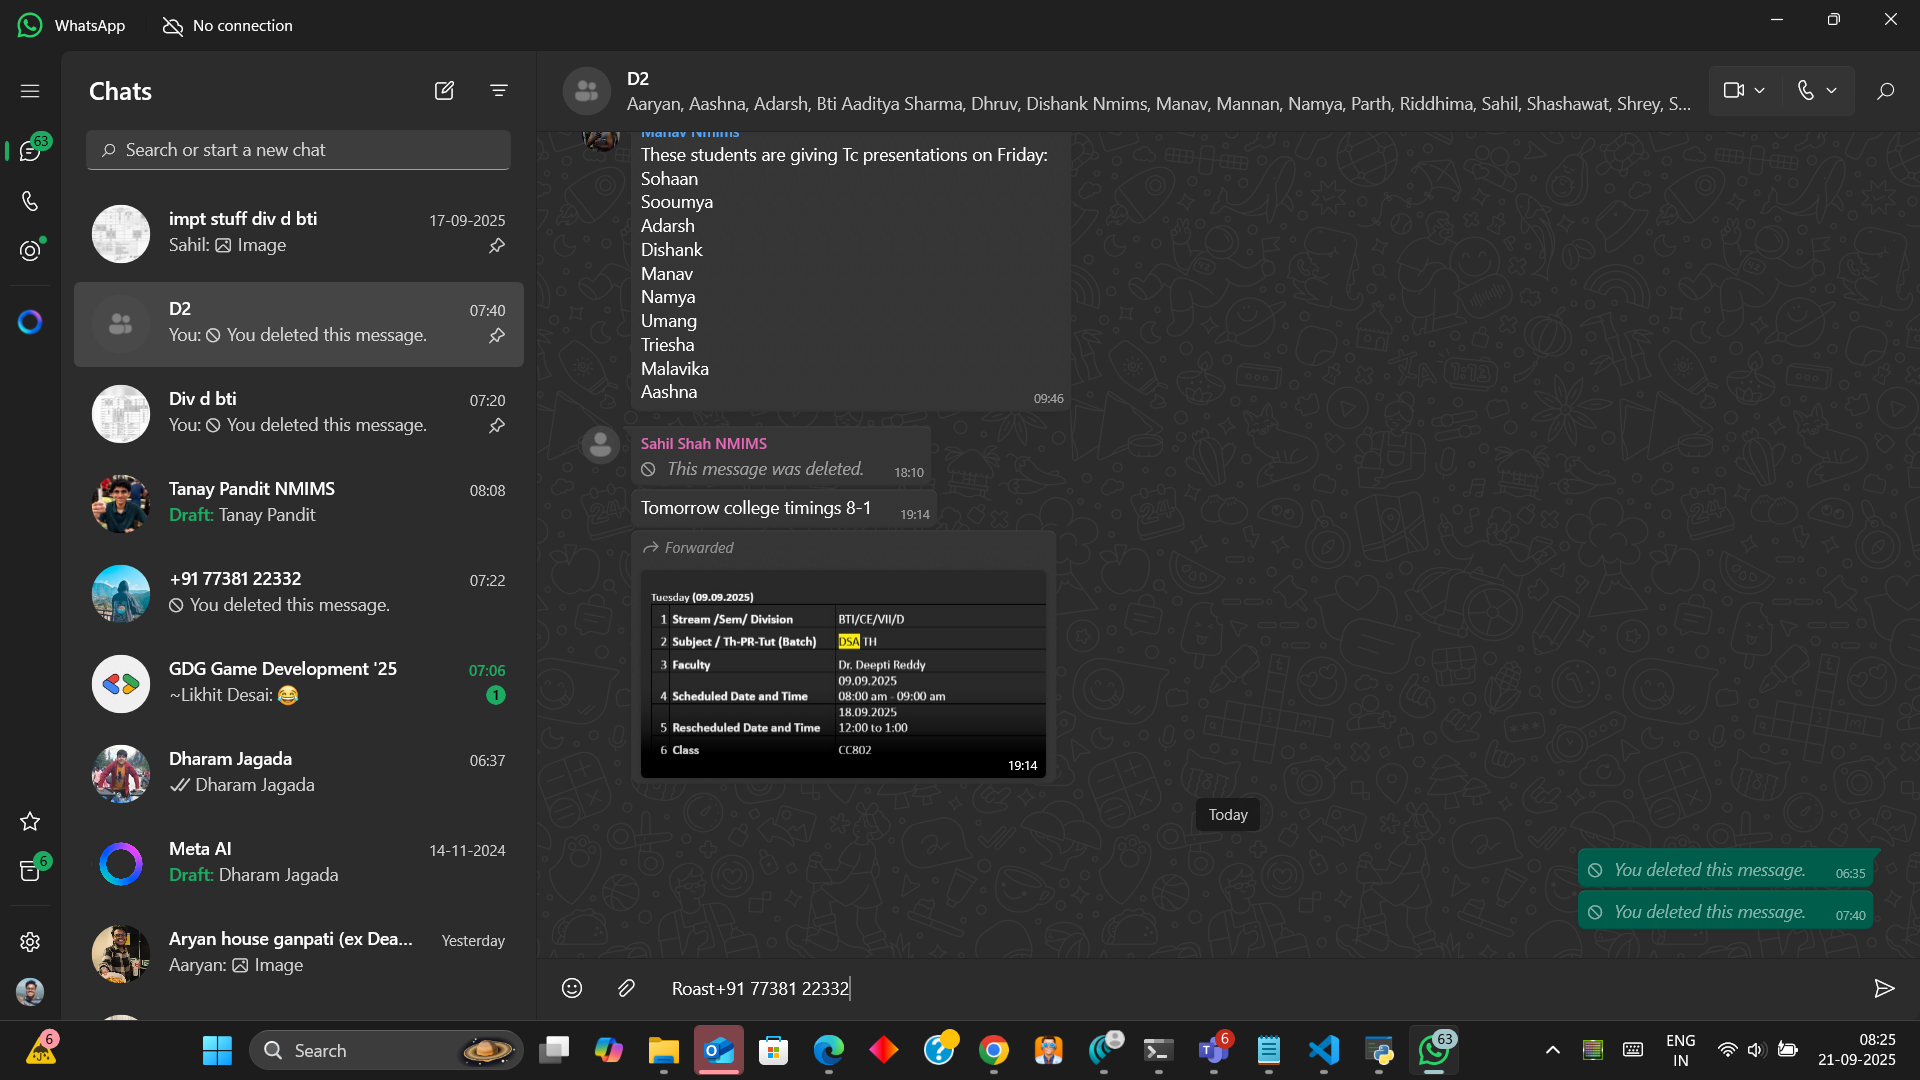 WhatsApp
No connection
Chats
63
Search or start a new chat
impt stuff div d bti
17-09-2025
Sahil: Image
D2
07:40
You: You deleted this message.
Div d bti
07:20
You: You deleted this message.
Tanay Pandit NMIMS
08:08
Draft: Tanay Pandit
+91 77381 22332
07:22
You deleted this message.
GDG Game Development '25
07:06
~Likhit Desai: 😂
1
Dharam Jagada
06:37
Dharam Jagada
Meta AI
14-11-2024
Draft: Dharam Jagada
6
Aryan house ganpati (ex Dea...
Yesterday
Aaryan: Image
D2
Aaryan, Aashna, Adarsh, Bti Aaditya Sharma, Dhruv, Dishank Nmims, Manav, Mannan, Namya, Parth, Riddhima, Sahil, Shashawat, Shrey, S...
Manav Nmims
These students are giving Tc presentations on Friday:
Sohaan
Sooumya
Adarsh
Dishank
Manav
Namya
Umang
Triesha
Malavika
Aashna
09:46
Sahil Shah NMIMS
This message was deleted.
18:10
Tomorrow college timings 8-1
19:14
Forwarded
Tuesday (09.09.2025)
1 Stream /Sem/ Division BTI/CE/VII/D
2 Subject / Th-PR-Tut (Batch) DSA TH
3 Faculty Dr. Deepti Reddy
4 Scheduled Date and Time 09.09.2025
08:00 am - 09:00 am
5 Rescheduled Date and Time 18.09.2025
12:00 to 1:00
6 Class CC802
19:14
Today
You deleted this message.
06:35
You deleted this message.
07:40
Roast+91 77381 22332
6
Search
6
63
ENG
IN
08:25
21-09-2025